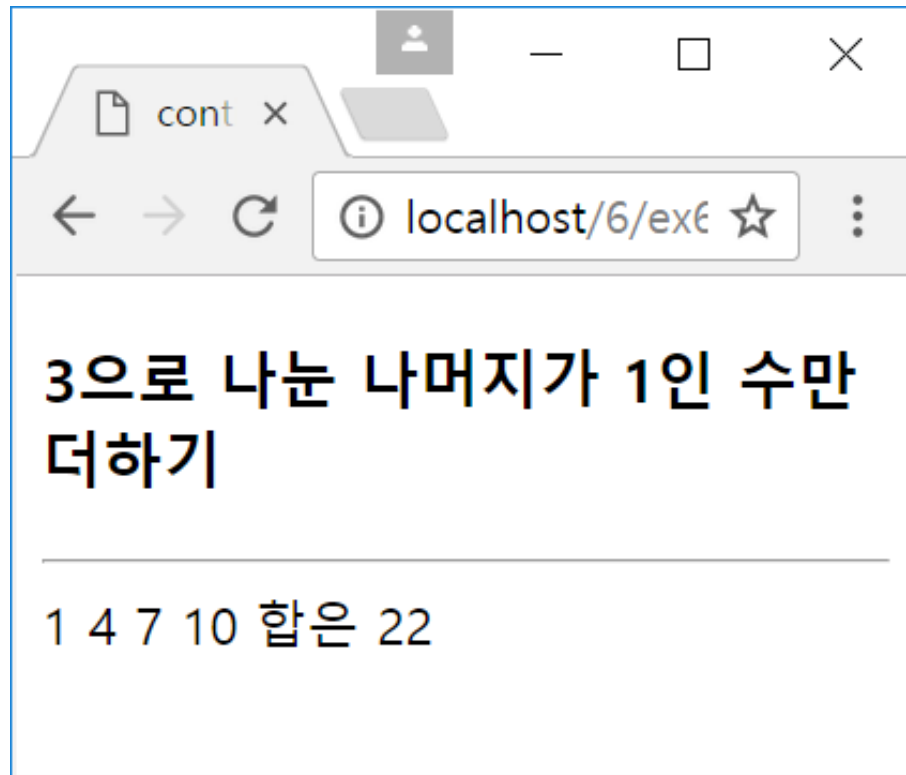 cont
localhost/6/ex6
3으로 나눈 나머지가 1인 수만
더하기
1 4 7 10 합은 22